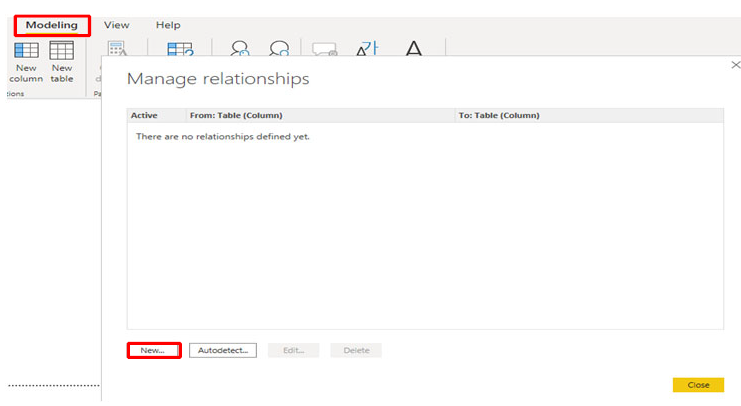 Modeling View Help
New column
New table
Manage relationships
Active From: Table (Column) To: Table (Column)
There are no relationships defined yet.
New... Autodetect... Edit... Delete
Close